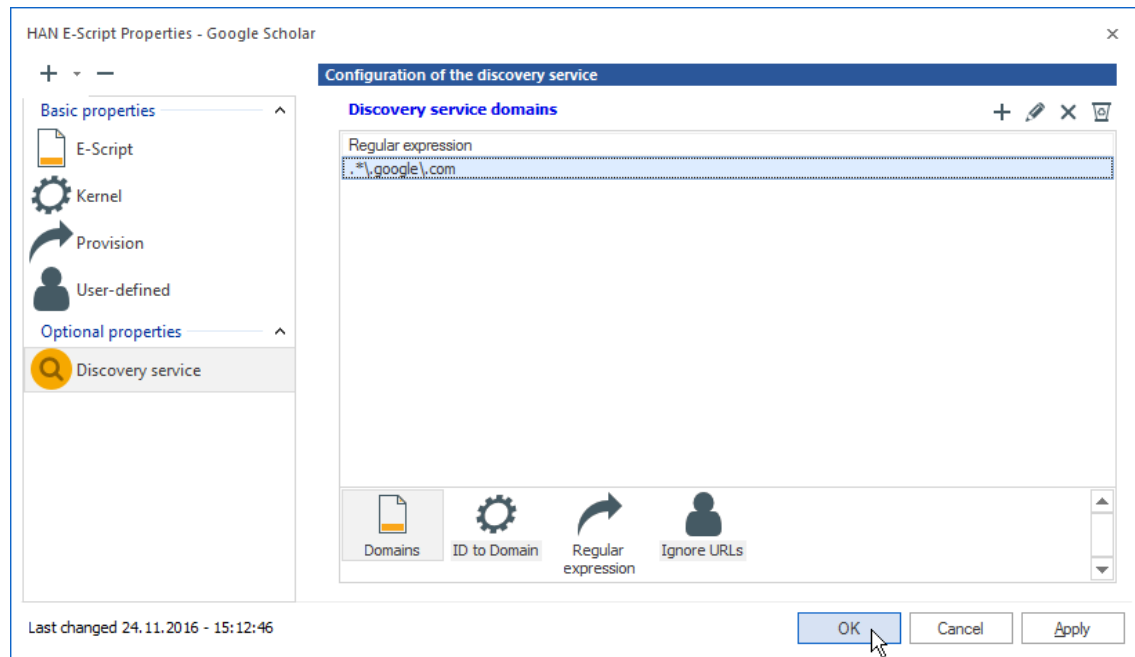 HAN E-Script Properties - Google Scholar
Configuration of the discovery service
Basic properties
E-Script
Kernel
Provision
User-defined
Optional properties
Discovery service
Discovery service domains
Regular expression
.*\.google\.com
Domains
ID to Domain
Regular
expression
Ignore URLs
Last changed 24.11.2016 - 15:12:46
OK
Cancel
Apply